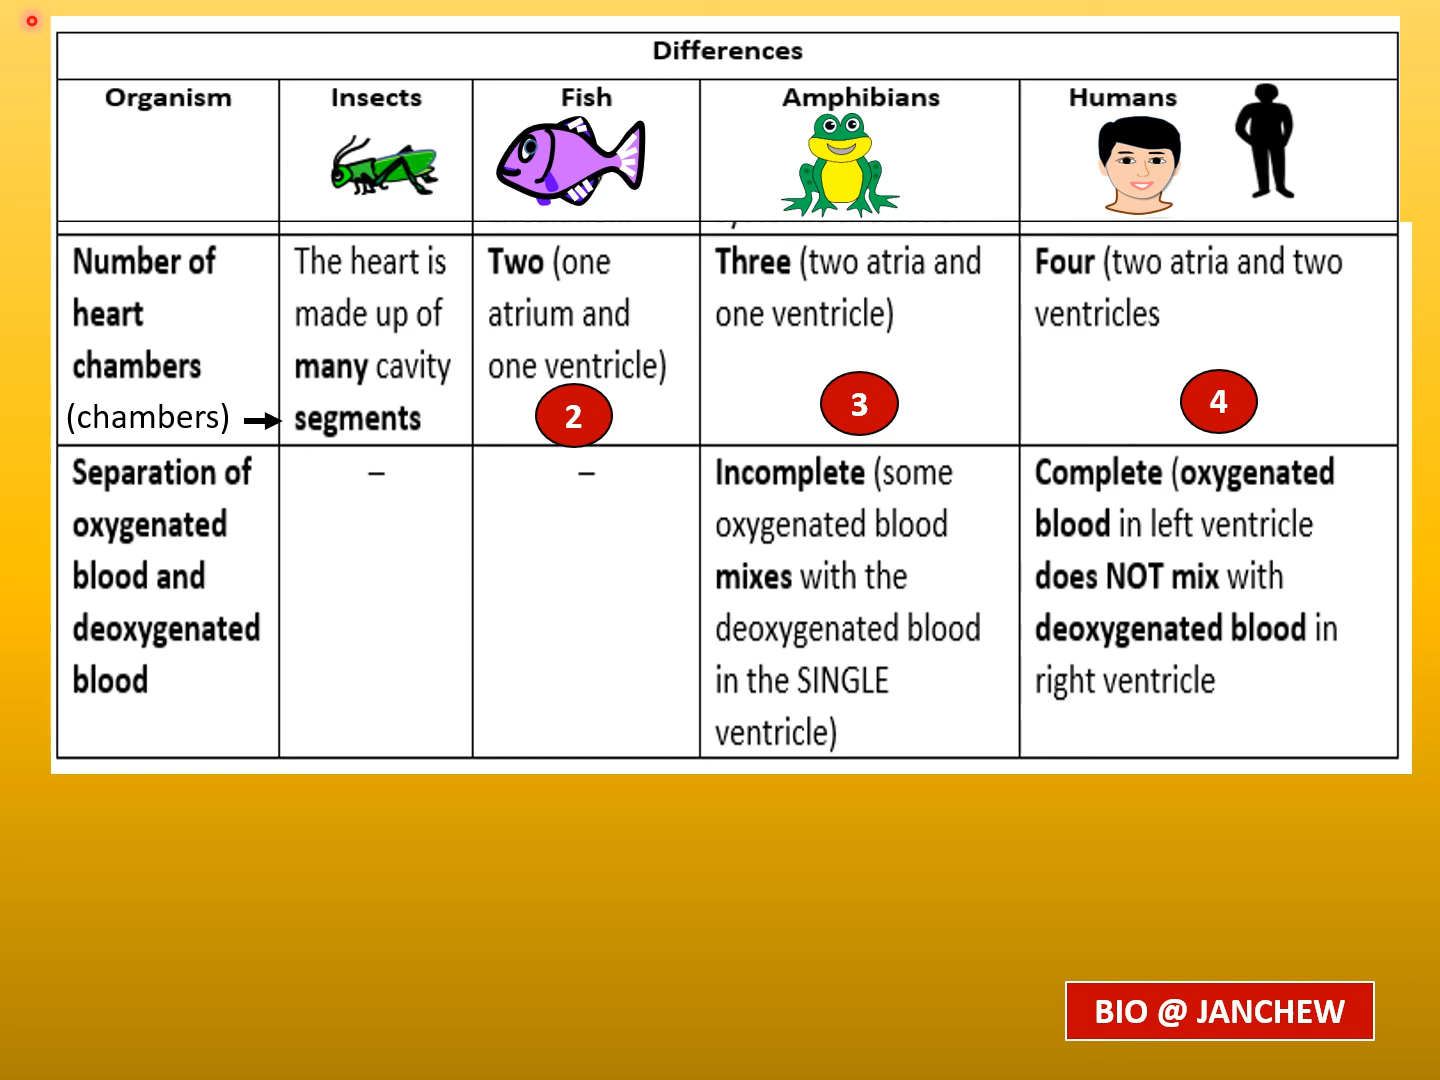 Differences
Organism
Insects
Fish
Amphibians
Humans
Number of
heart
chambers
(chambers)
The heart is
made up of
many cavity
segments
Two (one
atrium and
one ventricle)
2
Three (two atria and
one ventricle)
3
Four (two atria and two
ventricles
4
Separation of
oxygenated
blood and
deoxygenated
blood
–
–
Incomplete (some
oxygenated blood
mixes with the
deoxygenated blood
in the SINGLE
ventricle)
Complete (oxygenated
blood in left ventricle
does NOT mix with
deoxygenated blood in
right ventricle
BIO @ JANCHEW